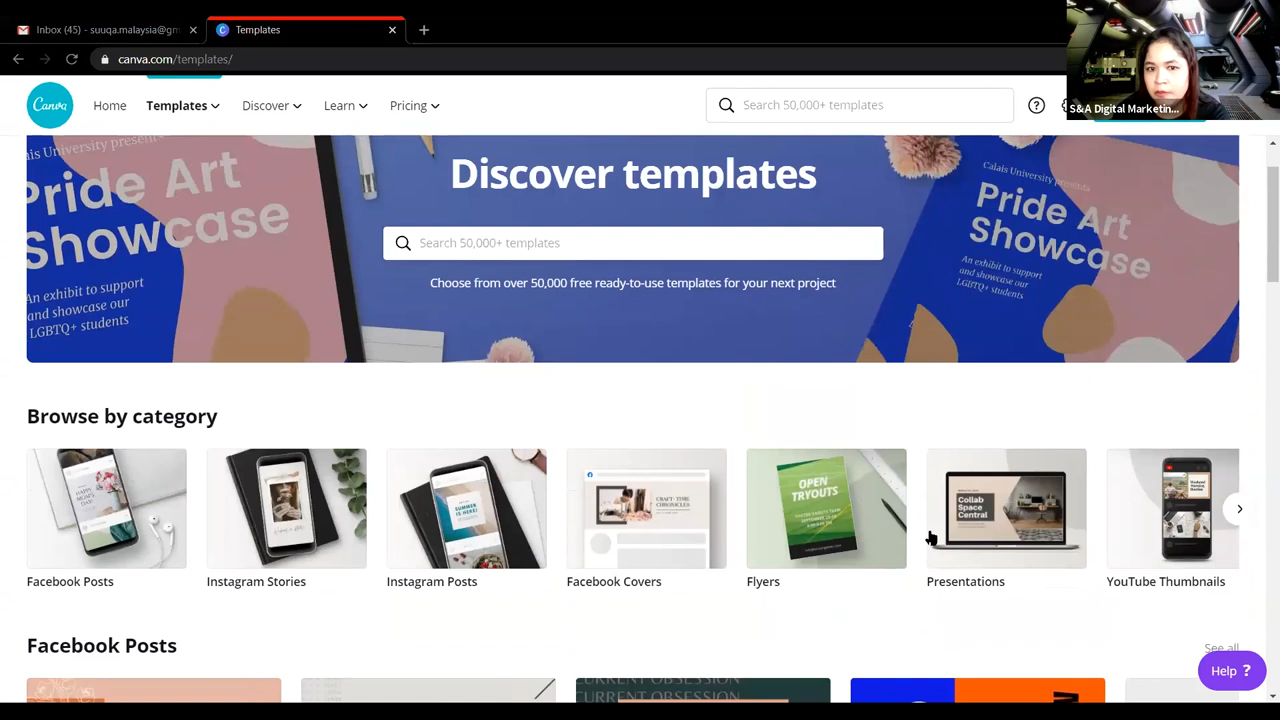 Inbox (45) - suuqa.malaysia@gm
Templates
canva.com/templates/
S&A Digital Marketin...
Canva
Home
Templates
Discover
Learn
Pricing
Search 50,000+ templates
Calais University presents
Pride Art
Showcase
An exhibit to support
and showcase our
LGBTQ+ students
Discover templates
Search 50,000+ templates
Choose from over 50,000 free ready-to-use templates for your next project
alais University presents
Pride Art
Showcase
An exhibit to support
and showcase our
LGBTQ+ students
Browse by category
SUMMER
IS HERE!
CRAFT-TIME
CHRONICLES
OPEN
TRYOUTS
Collab
Space
Central
Facebook Posts
Instagram Stories
Instagram Posts
Facebook Covers
Flyers
Presentations
YouTube Thumbnails
Facebook Posts
See all
CURRENT OBSESSION
CURRENT OBSESSION
Help ?